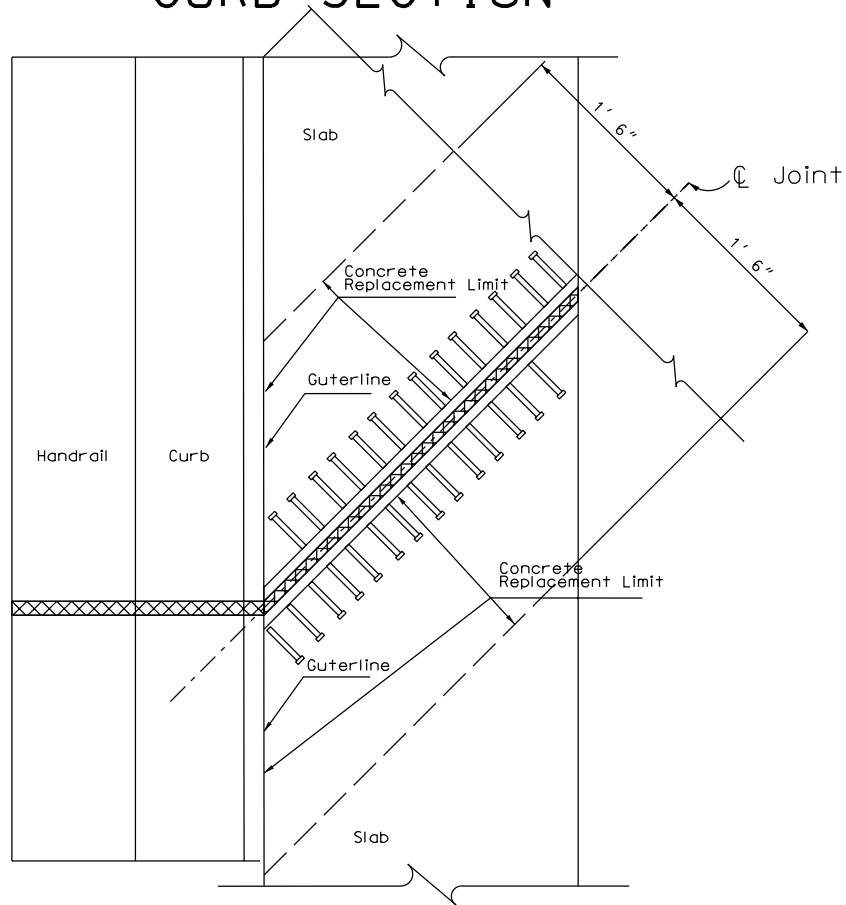 CURB SECTION
1' 6"
Slab
℄ Joint
1' 6"
Concrete
Replacement Limit
Guterline
Handrail
Curb
Concrete
Replacement Limit
Guterline
Slab